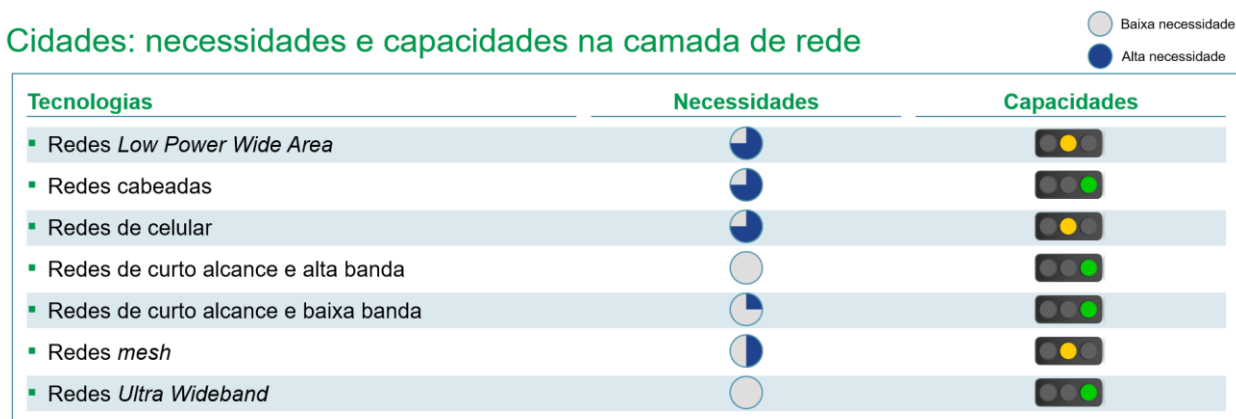 Cidades: necessidades e capacidades na camada de rede
Baixa necessidade
Alta necessidade
Tecnologias Necessidades Capacidades
▪ Redes Low Power Wide Area
▪ Redes cabeadas
▪ Redes de celular
▪ Redes de curto alcance e alta banda
▪ Redes de curto alcance e baixa banda
▪ Redes mesh
▪ Redes Ultra Wideband